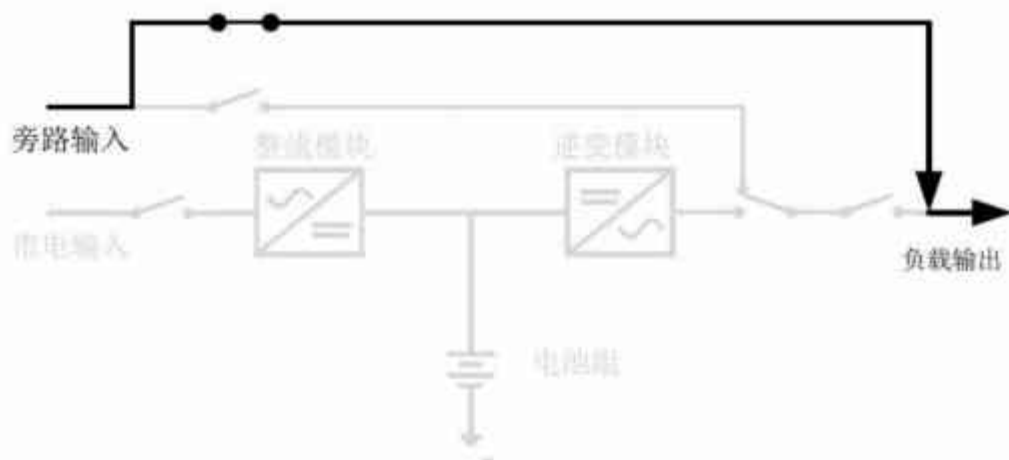 旁路输入
整流模块
逆变模块
市电输入
负载输出
电池组